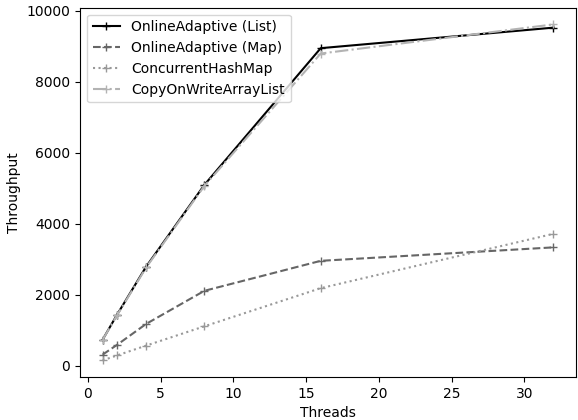 OnlineAdaptive (List)
OnlineAdaptive (Map)
ConcurrentHashMap
CopyOnWriteArrayList
10000
8000
6000
4000
2000
0
Throughput
0 5 10 15 20 25 30
Threads